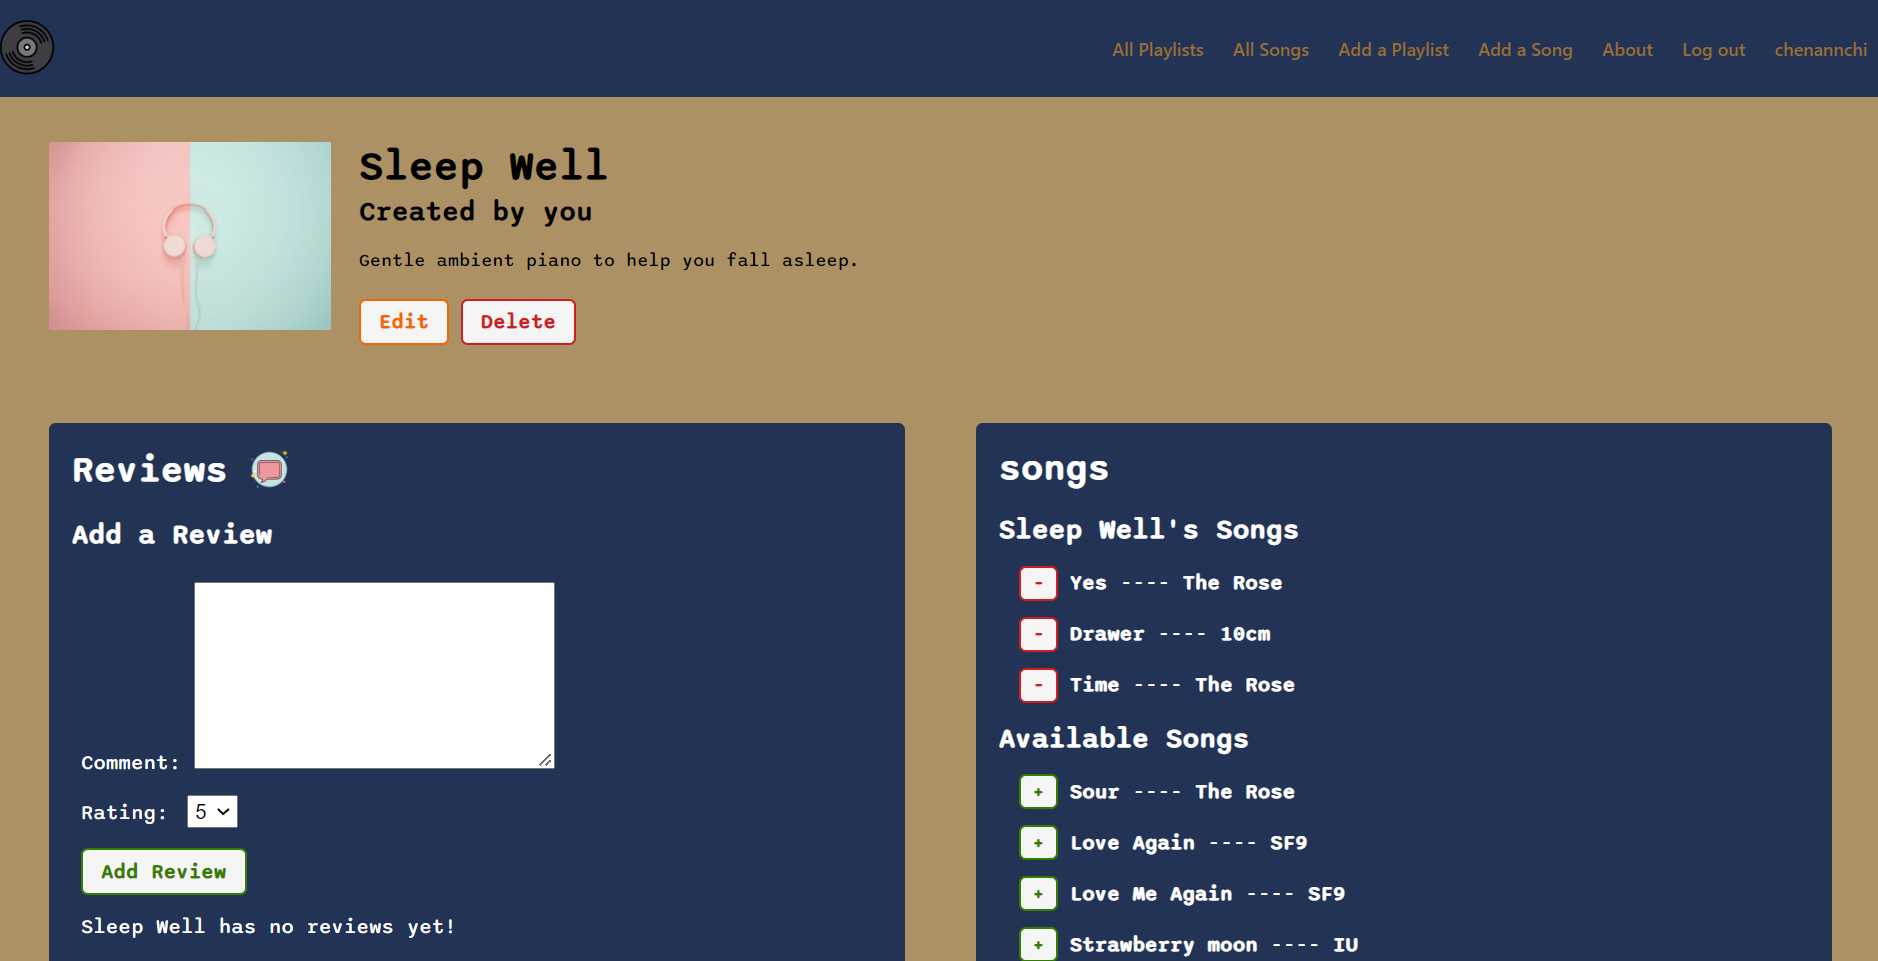 All Playlists All Songs Add a Playlist Add a Song About Log out chenannchi
Sleep Well
Created by you
Gentle ambient piano to help you fall asleep.
Edit Delete
Reviews
Add a Review
Comment:
Rating: 5
Add Review
Sleep Well has no reviews yet!
songs
Sleep Well's Songs
- Yes ---- The Rose
- Drawer ---- 10cm
- Time ---- The Rose
Available Songs
+ Sour ---- The Rose
+ Love Again ---- SF9
+ Love Me Again ---- SF9
+ Strawberry moon ---- IU